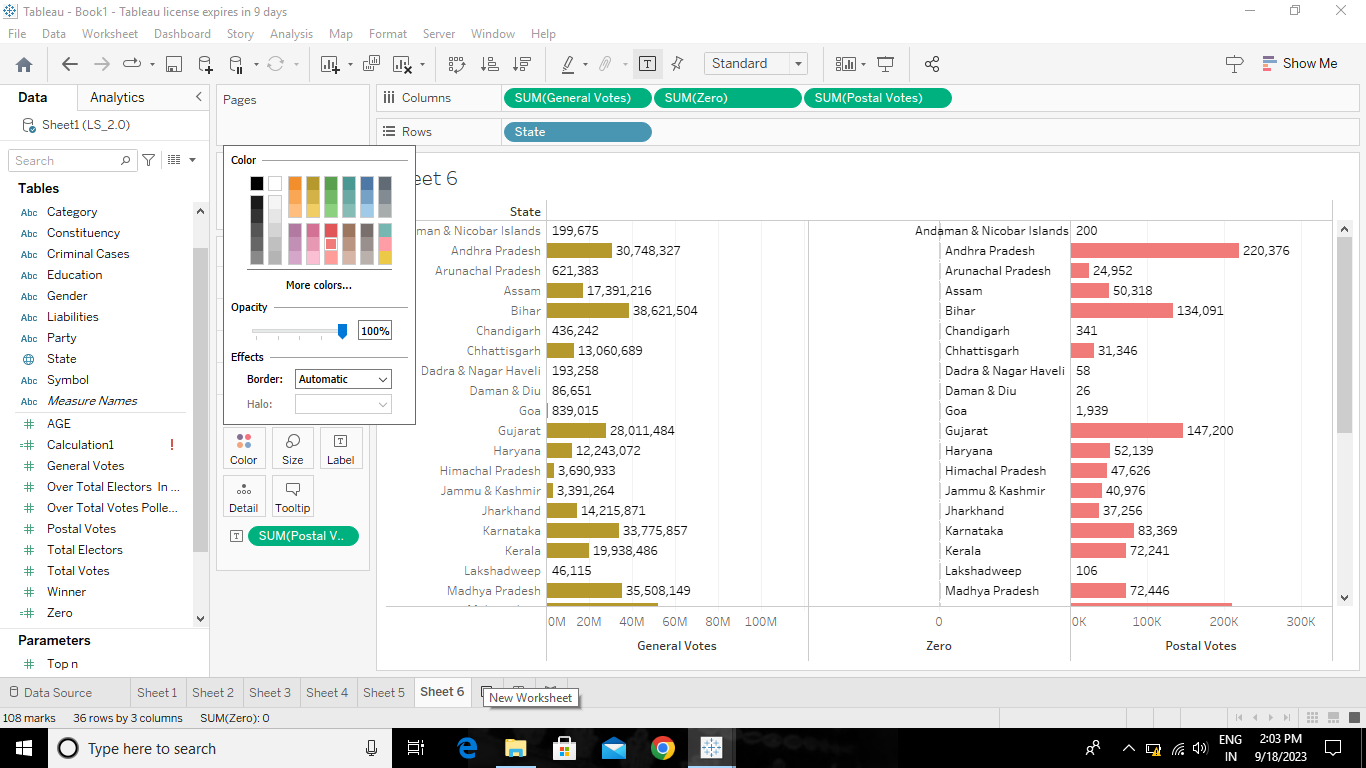 Tableau - Book1 - Tableau license expires in 9 days
File Data Worksheet Dashboard Story Analysis Map Format Server Window Help
Standard
Show Me
Data Analytics
Sheet1 (LS_2.0)
Search
Tables
Abc Category
Abc Constituency
Abc Criminal Cases
Abc Education
Abc Gender
Abc Liabilities
Abc Party
State
Abc Symbol
Abc Measure Names
AGE
Calculation1 !
General Votes
Over Total Electors In ...
Over Total Votes Polle...
Postal Votes
Total Electors
Total Votes
Winner
Zero
Parameters
Top n
Pages
Color
More colors...
Opacity
100%
Effects
Border: Automatic
Halo:
Color Size Label
Detail Tooltip
SUM(Postal V..
Columns SUM(General Votes) SUM(Zero) SUM(Postal Votes)
Rows State
eet 6
State
man & Nicobar Islands 199,675 Andaman & Nicobar Islands 200
Andhra Pradesh 30,748,327 Andhra Pradesh 220,376
Arunachal Pradesh 621,383 Arunachal Pradesh 24,952
Assam 17,391,216 Assam 50,318
Bihar 38,621,504 Bihar 134,091
Chandigarh 436,242 Chandigarh 341
Chhattisgarh 13,060,689 Chhattisgarh 31,346
Dadra & Nagar Haveli 193,258 Dadra & Nagar Haveli 58
Daman & Diu 86,651 Daman & Diu 26
Goa 839,015 Goa 1,939
Gujarat 28,011,484 Gujarat 147,200
Haryana 12,243,072 Haryana 52,139
Himachal Pradesh 3,690,933 Himachal Pradesh 47,626
Jammu & Kashmir 3,391,264 Jammu & Kashmir 40,976
Jharkhand 14,215,871 Jharkhand 37,256
Karnataka 33,775,857 Karnataka 83,369
Kerala 19,938,486 Kerala 72,241
Lakshadweep 46,115 Lakshadweep 106
Madhya Pradesh 35,508,149 Madhya Pradesh 72,446
0M 20M 40M 60M 80M 100M 0 0K 100K 200K 300K
General Votes Zero Postal Votes
Data Source Sheet 1 Sheet 2 Sheet 3 Sheet 4 Sheet 5 Sheet 6
New Worksheet
108 marks 36 rows by 3 columns SUM(Zero): 0
Type here to search
ENG
IN
2:03 PM
9/18/2023